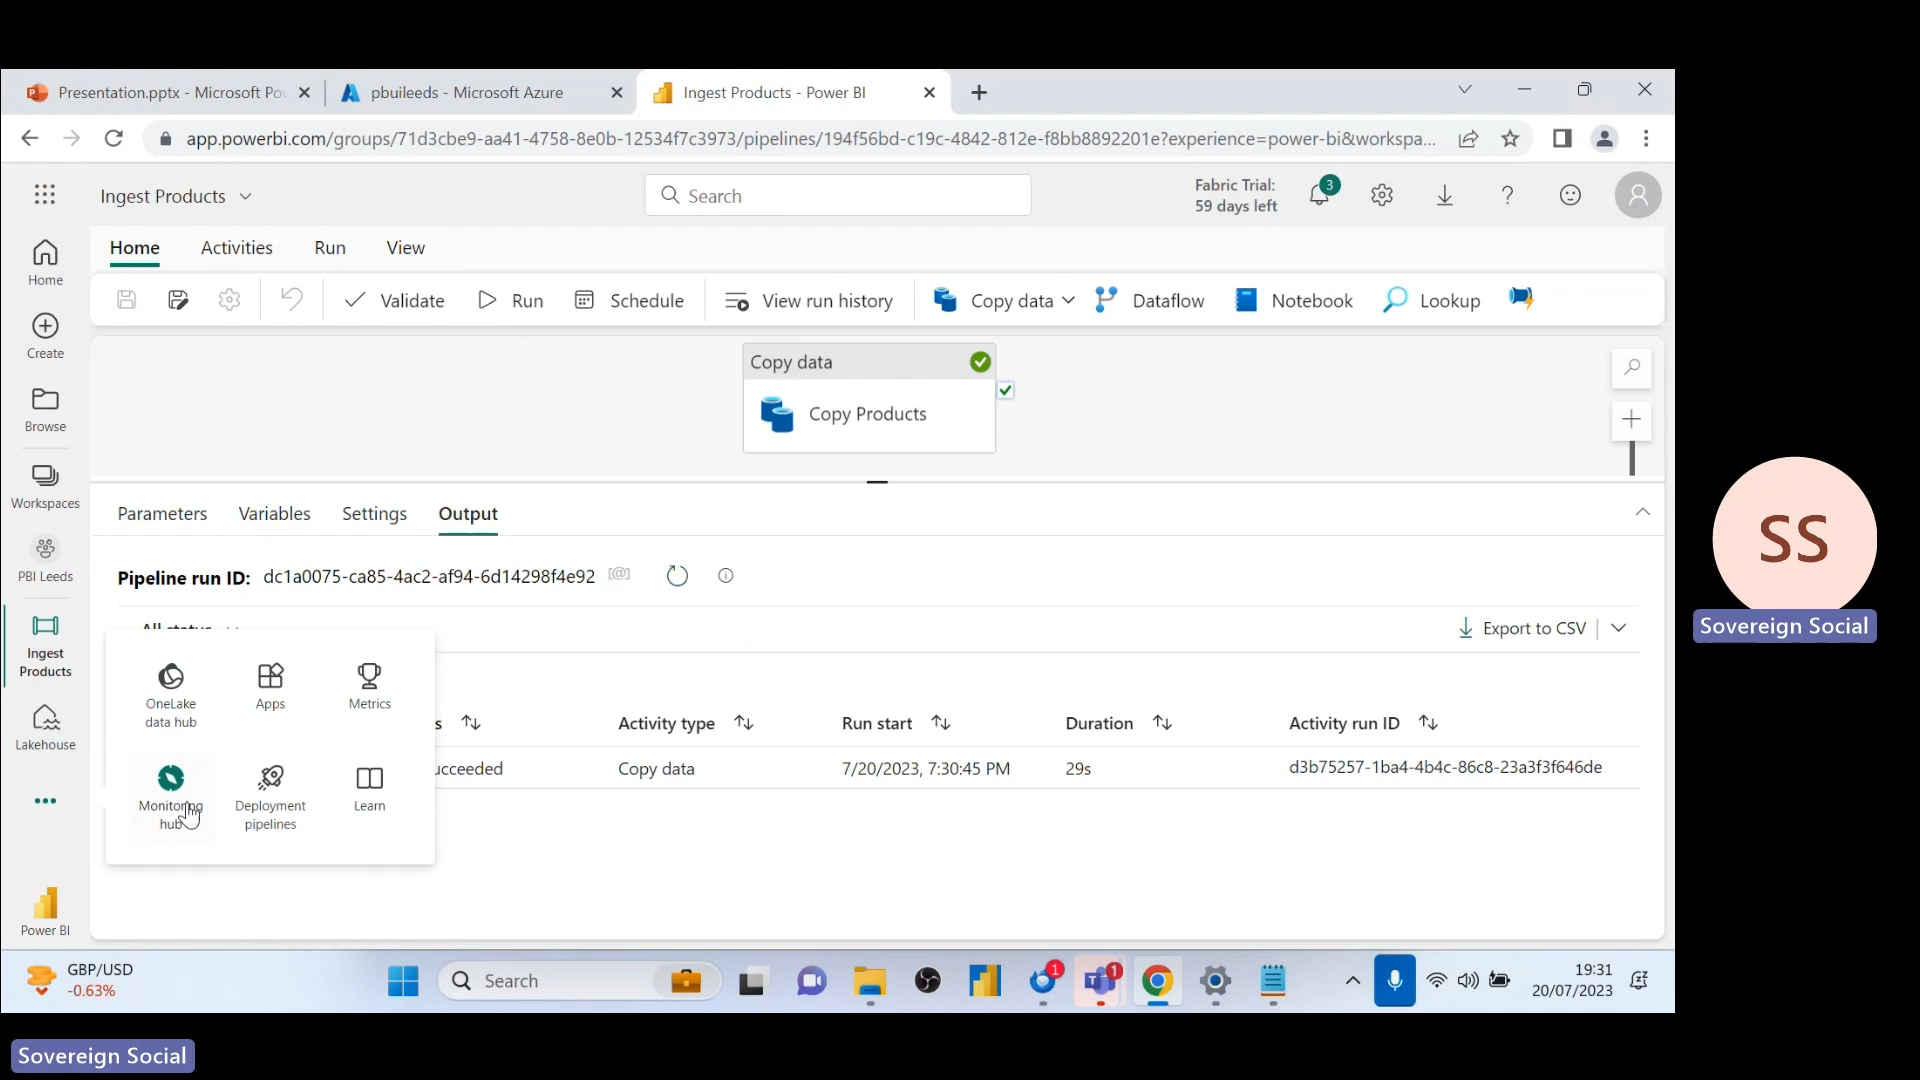 Presentation.pptx - Microsoft Po
pbuileeds - Microsoft Azure
Ingest Products - Power BI
app.powerbi.com/groups/71d3cbe9-aa41-4758-8e0b-12534f7c3973/pipelines/194f56bd-c19c-4842-812e-f8bb8892201e?experience=power-bi&workspa...
Ingest Products
Search
Fabric Trial:
59 days left
3
Home
Activities
Run
View
Validate
Run
Schedule
View run history
Copy data
Dataflow
Notebook
Lookup
Home
Create
Browse
Workspaces
PBI Leeds
Ingest
Products
Lakehouse
Power BI
Copy data
Copy Products
Parameters
Variables
Settings
Output
Pipeline run ID: dc1a0075-ca85-4ac2-af94-6d14298f4e92
All status
Export to CSV
OneLake
data hub
Apps
Metrics
Monitoring
hub
Deployment
pipelines
Learn
s
Activity type
Run start
Duration
Activity run ID
ucceeded
Copy data
7/20/2023, 7:30:45 PM
29s
d3b75257-1ba4-4b4c-86c8-23a3f3f646de
SS
Sovereign Social
GBP/USD
-0.63%
Search
1
1
19:31
20/07/2023
Sovereign Social